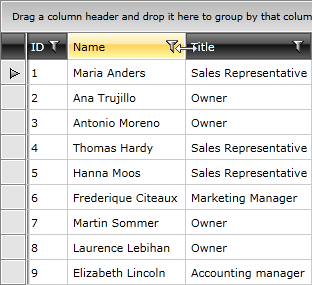 Drag a column header and drop it here to group by that colum
ID Name Title
1 Maria Anders Sales Representative
2 Ana Trujillo Owner
3 Antonio Moreno Owner
4 Thomas Hardy Sales Representative
5 Hanna Moos Sales Representative
6 Frederique Citeaux Marketing Manager
7 Martin Sommer Owner
8 Laurence Lebihan Owner
9 Elizabeth Lincoln Accounting manager